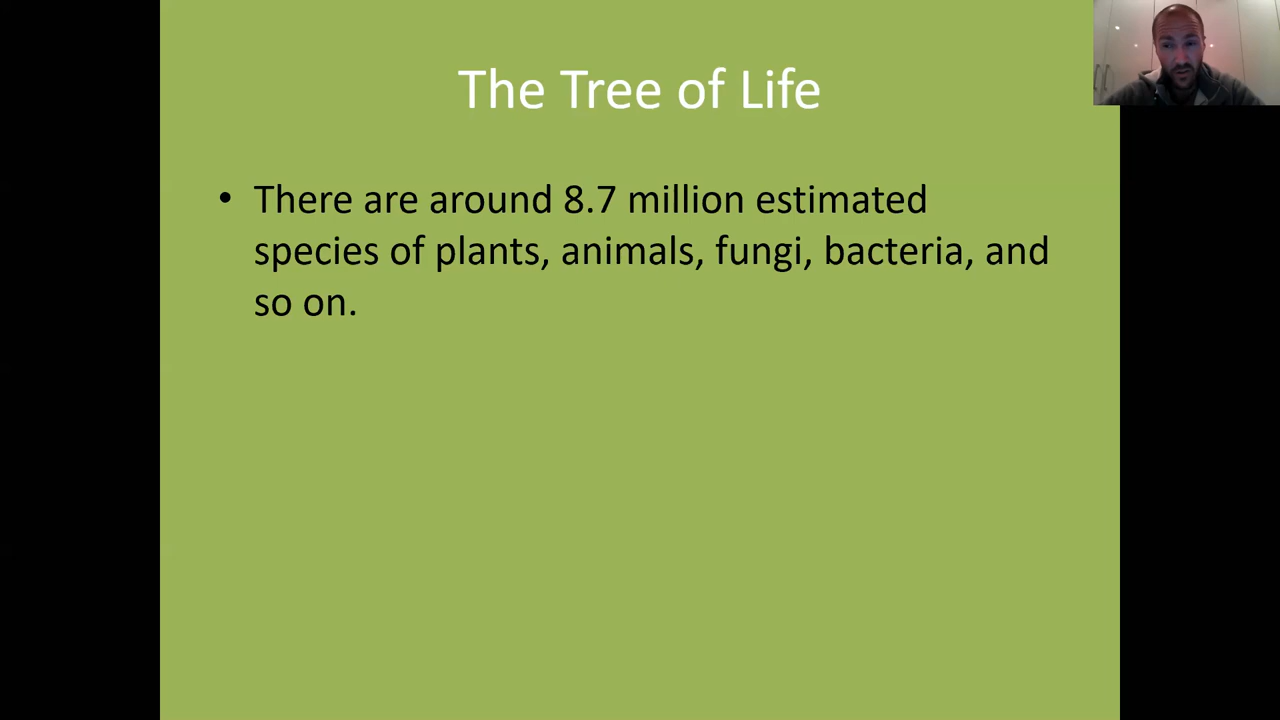 The Tree of Life
• There are around 8.7 million estimated
species of plants, animals, fungi, bacteria, and
so on.